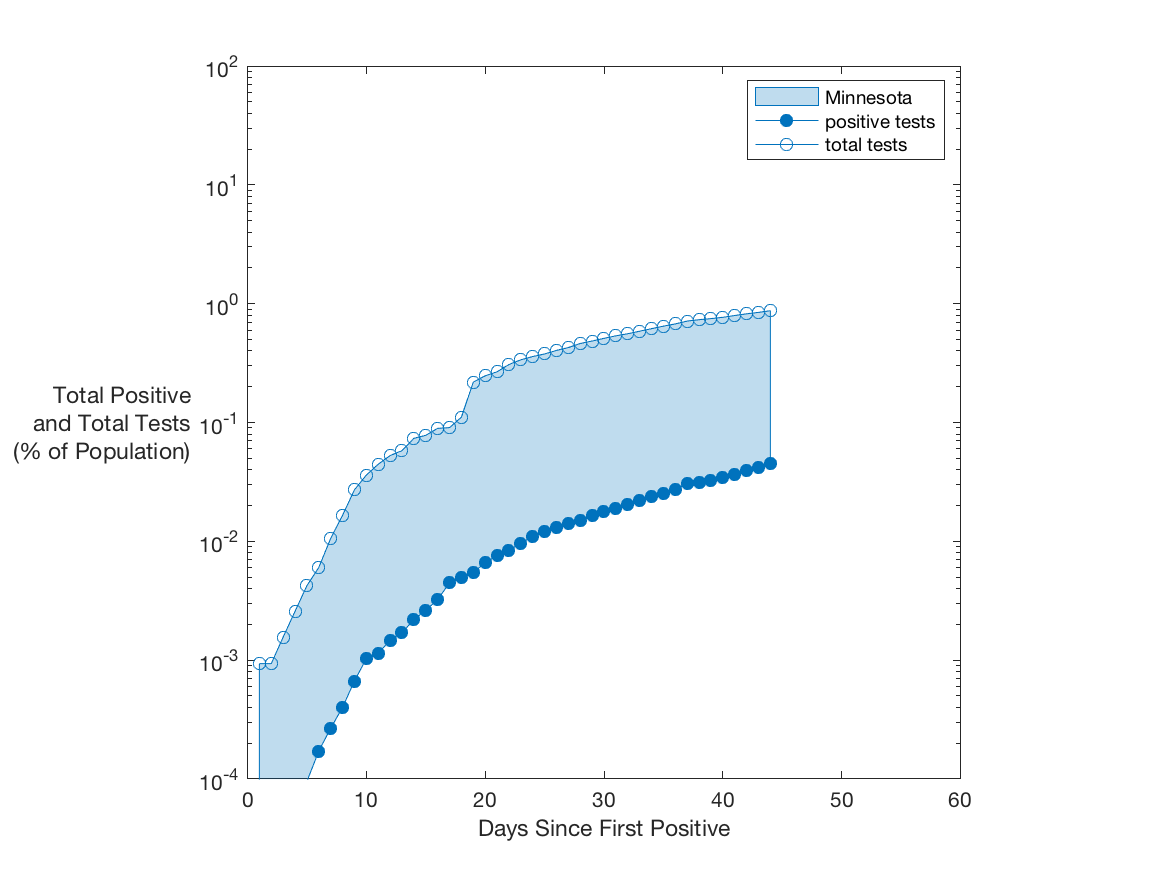 Minnesota
positive tests
total tests
10^2
10^1
10^0
10^-1
10^-2
10^-3
10^-4
Total Positive
and Total Tests
(% of Population)
0 10 20 30 40 50 60
Days Since First Positive